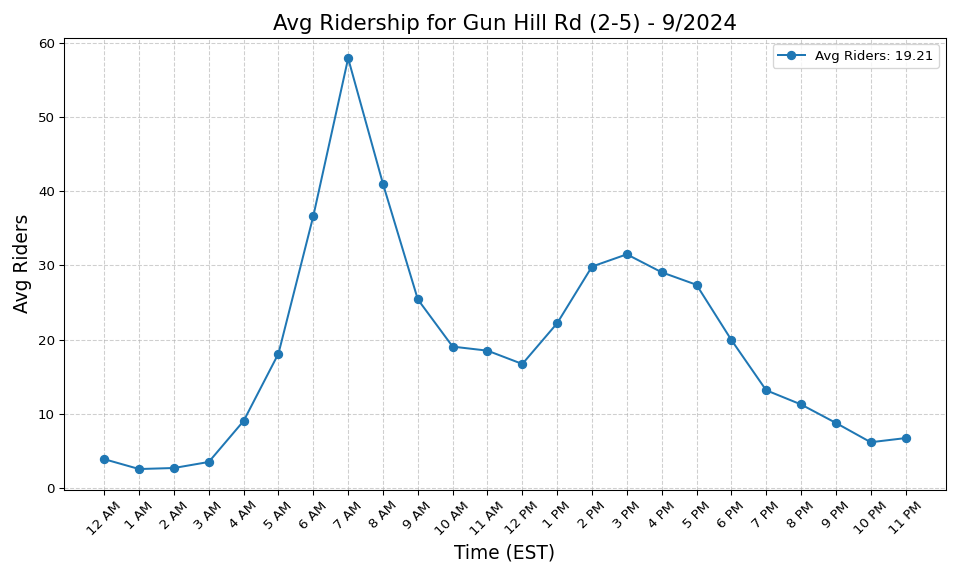 Avg Ridership for Gun Hill Rd (2-5) - 9/2024
Avg Riders: 19.21
Avg Riders
60
50
40
30
20
10
0
12 AM
1 AM
2 AM
3 AM
4 AM
5 AM
6 AM
7 AM
8 AM
9 AM
10 AM
11 AM
12 PM
1 PM
2 PM
3 PM
4 PM
5 PM
6 PM
7 PM
8 PM
9 PM
10 PM
11 PM
Time (EST)